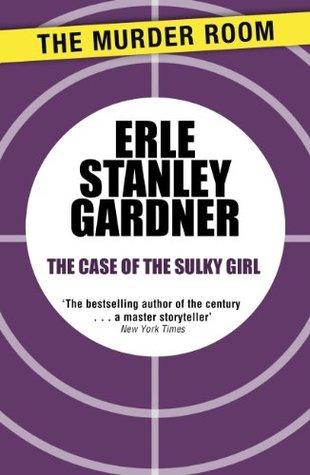 THE MURDER ROOM
ERLE
STANLEY
GARDNER
THE CASE OF THE SULKY GIRL
‘The bestselling author of the century
. . . a master storyteller’
New York Times